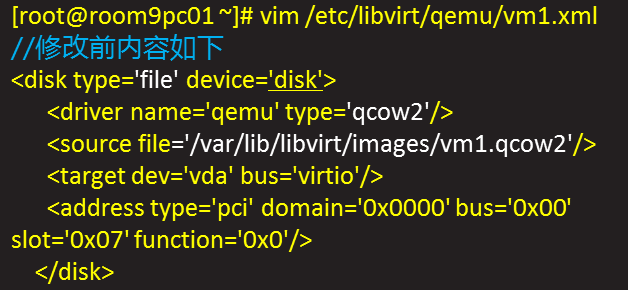 [root@room9pc01 ~]# vim /etc/libvirt/qemu/vm1.xml
//修改前内容如下
<disk type='file' device='disk'>
<driver name='qemu' type='qcow2'/>
<source file='/var/lib/libvirt/images/vm1.qcow2'/>
<target dev='vda' bus='virtio'/>
<address type='pci' domain='0x0000' bus='0x00'
slot='0x07' function='0x0'/>
</disk>